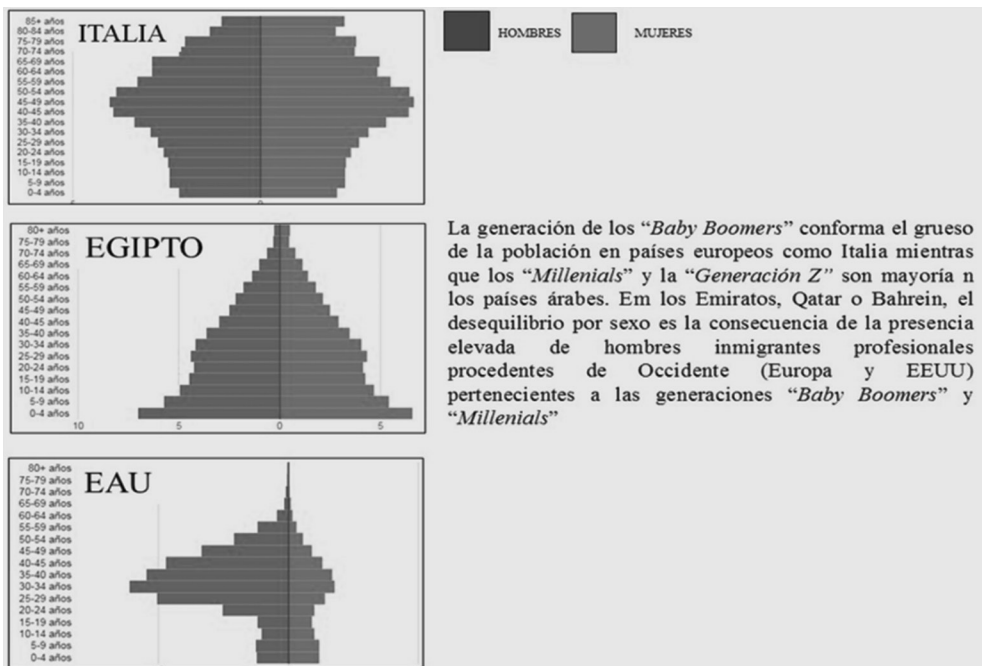 ITALIA
85+ años
80-84 años
75-79 años
70-74 años
65-69 años
60-64 años
55-59 años
50-54 años
45-49 años
40-45 años
35-40 años
30-34 años
25-29 años
20-24 años
15-19 años
10-14 años
5-9 años
0-4 años
HOMBRES
MUJERES
EGIPTO
80+ años
75-79 años
70-74 años
65-69 años
60-64 años
55-59 años
50-54 años
45-49 años
40-45 años
35-40 años
30-34 años
25-29 años
20-24 años
15-19 años
10-14 años
5-9 años
0-4 años
10 5 0 5
La generación de los “Baby Boomers” conforma el grueso
de la población en países europeos como Italia mientras
que los “Millenials” y la “Generación Z” son mayoría n
los países árabes. Em los Emiratos, Qatar o Bahrein, el
desequilibrio por sexo es la consecuencia de la presencia
elevada de hombres inmigrantes profesionales
procedentes de Occidente (Europa y EEUU)
pertenecientes a las generaciones “Baby Boomers” y
“Millenials”
EAU
80+ años
75-79 años
70-74 años
65-69 años
60-64 años
55-59 años
50-54 años
45-49 años
40-45 años
35-40 años
30-34 años
25-29 años
20-24 años
15-19 años
10-14 años
5-9 años
0-4 años